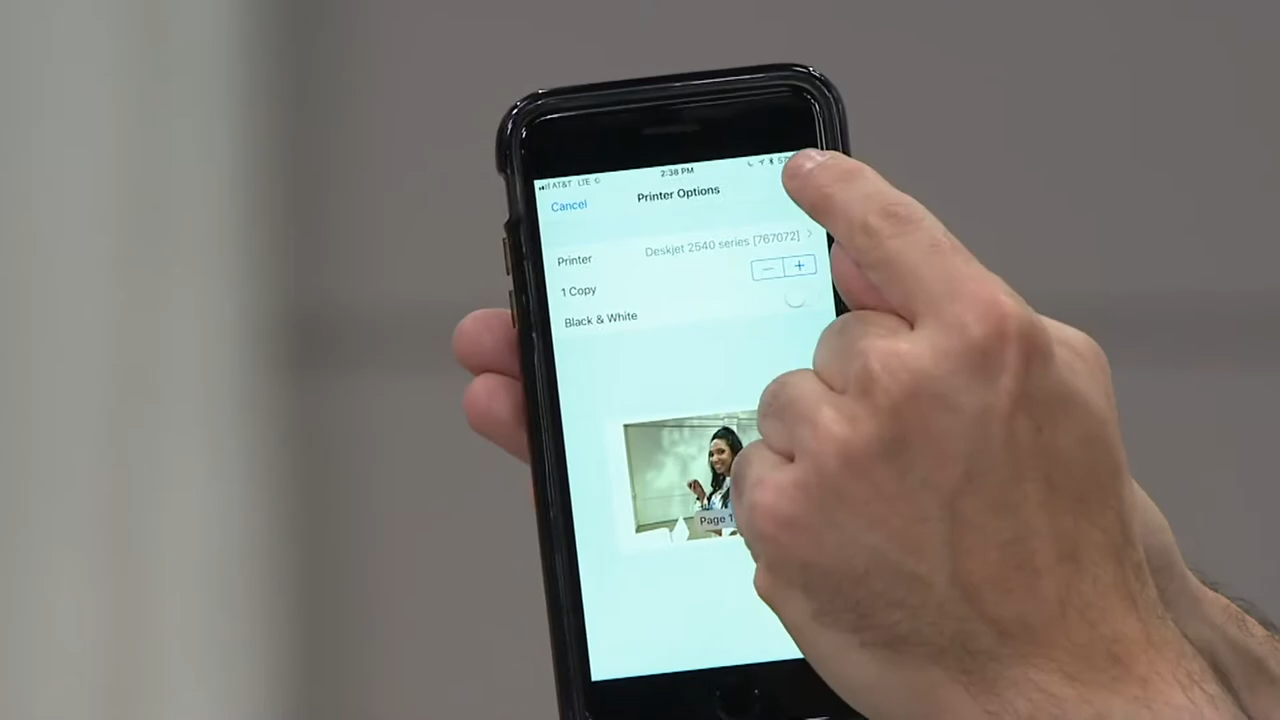 AT&T LTE 2:38 PM
Cancel Printer Options
Printer Deskjet 2540 series [767072] >
1 Copy − +
Black & White
Page 1